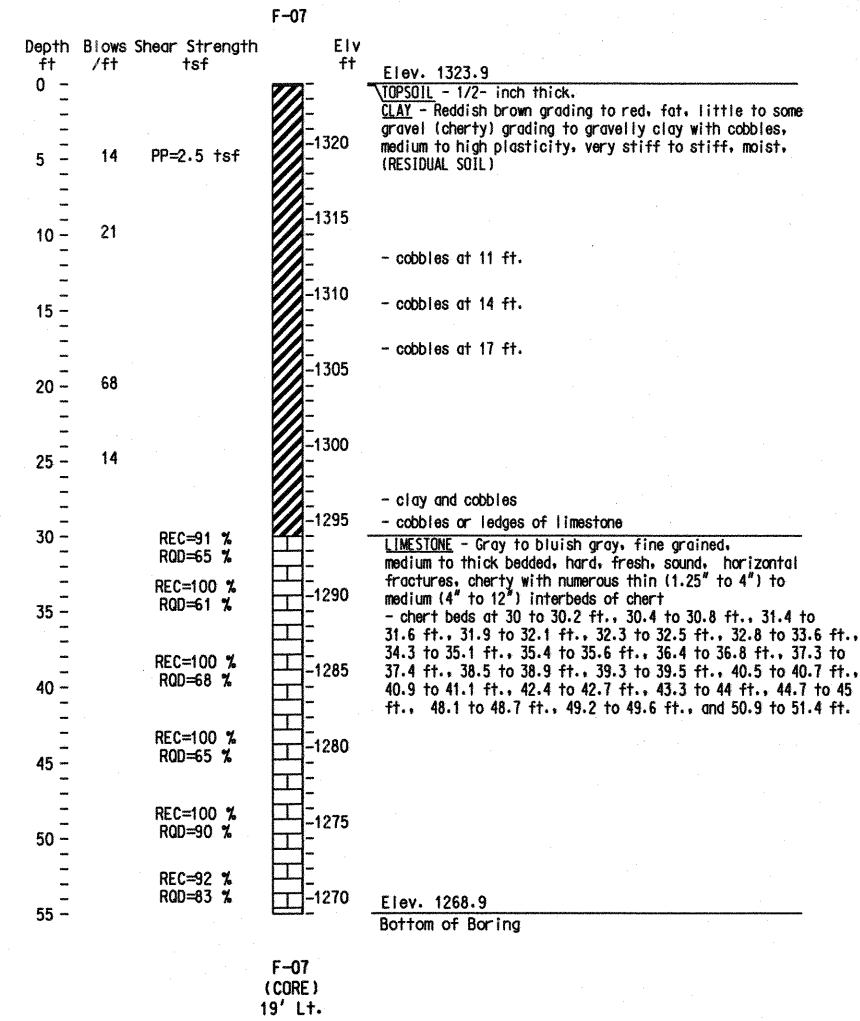 F-07
Depth Blows Shear Strength Elv
ft /ft tsf ft
Elev. 1323.9
0 -
TOPSOIL - 1/2- inch thick.
CLAY - Reddish brown grading to red, fat, little to some
gravel (cherty) grading to gravelly clay with cobbles,
-1320
medium to high plasticity, very stiff to stiff, moist,
5 - 14 PP=2.5 tsf
(RESIDUAL SOIL)
-1315
10 - 21
- cobbles at 11 ft.
-1310
- cobbles at 14 ft.
15 -
- cobbles at 17 ft.
-1305
20 - 68
-1300
25 - 14
- clay and cobbles
-1295
- cobbles or ledges of limestone
30 - REC=91 %
RQD=65 %
LIMESTONE - Gray to bluish gray, fine grained,
medium to thick bedded, hard, fresh, sound, horizontal
fractures, cherty with numerous thin (1.25" to 4") to
medium (4" to 12") interbeds of chert
REC=100 %
RQD=61 %
-1290
- chert beds at 30 to 30.2 ft., 30.4 to 30.8 ft., 31.4 to
35 -
31.6 ft., 31.9 to 32.1 ft., 32.3 to 32.5 ft., 32.8 to 33.6 ft.,
34.3 to 35.1 ft., 35.4 to 35.6 ft., 36.4 to 36.8 ft., 37.3 to
37.4 ft., 38.5 to 38.9 ft., 39.3 to 39.5 ft., 40.5 to 40.7 ft.,
40.9 to 41.1 ft., 42.4 to 42.7 ft., 43.3 to 44 ft., 44.7 to 45
ft., 48.1 to 48.7 ft., 49.2 to 49.6 ft., and 50.9 to 51.4 ft.
REC=100 %
RQD=68 %
-1285
40 -
REC=100 %
RQD=65 %
-1280
45 -
REC=100 %
RQD=90 %
-1275
50 -
REC=92 %
RQD=83 %
-1270
Elev. 1268.9
55 -
Bottom of Boring
F-07
(CORE)
19' Lt.